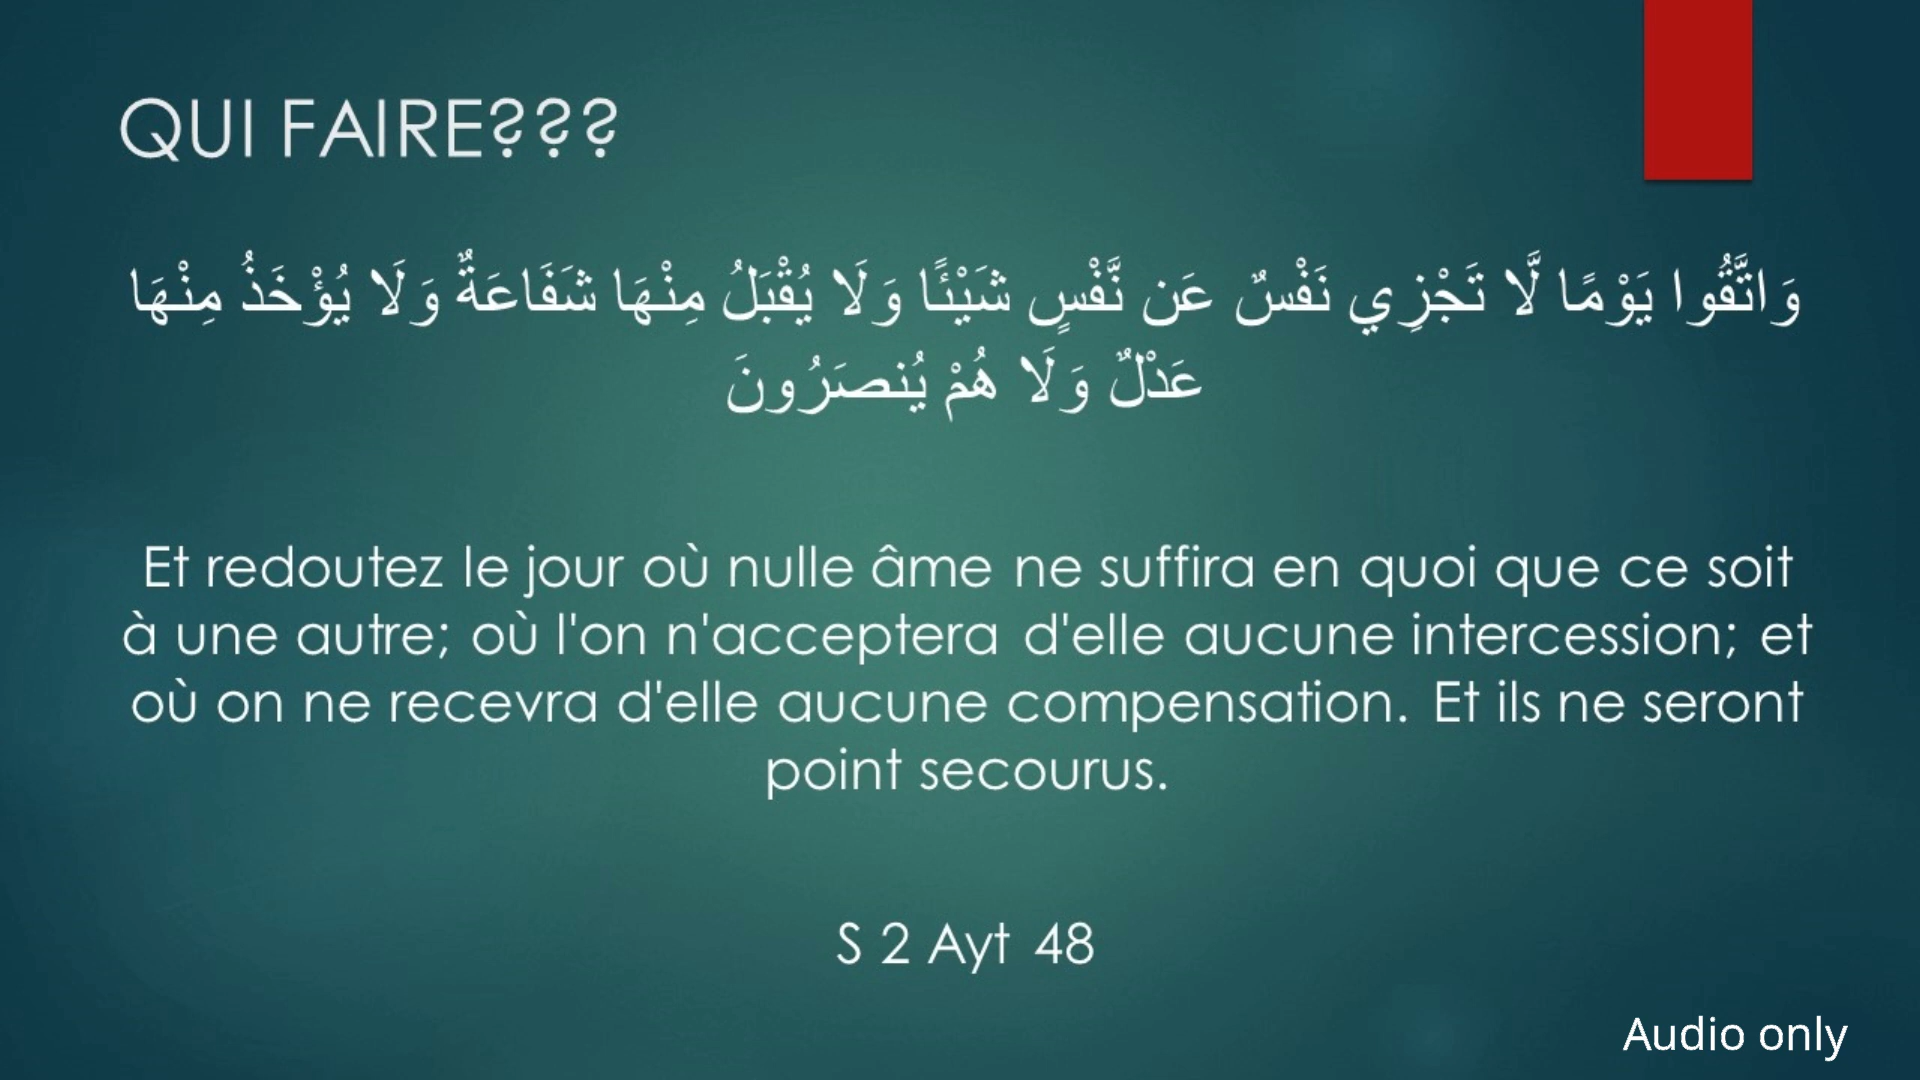 QUI FAIRE???
وَاتَّقُوا يَوْمًا لَّا تَجْزِي نَفْسٌ عَن نَّفْسٍ شَيْئًا وَلَا يُقْبَلُ مِنْهَا شَفَاعَةٌ وَلَا يُؤْخَذُ مِنْهَا
عَدْلٌ وَلَا هُمْ يُنصَرُونَ
Et redoutez le jour où nulle âme ne suffira en quoi que ce soit
à une autre; où l'on n'acceptera d'elle aucune intercession; et
où on ne recevra d'elle aucune compensation. Et ils ne seront
point secourus.
S 2 Ayt 48
Audio only